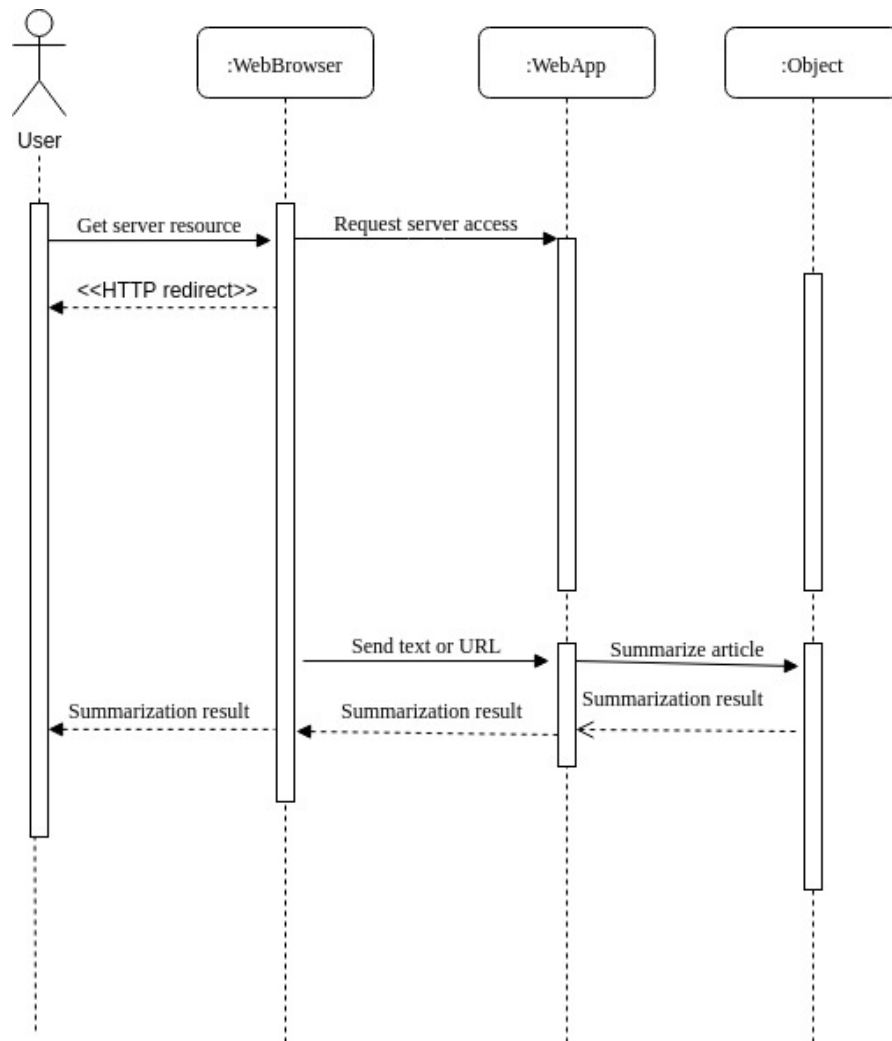 :WebBrowser
:WebApp
:Object
User
Get server resource
Request server access
<<HTTP redirect>>
Send text or URL
Summarize article
Summarization result
Summarization result
Summarization result